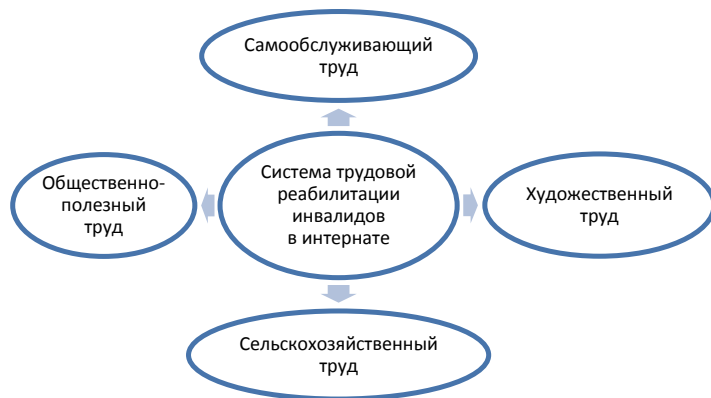 Самообслуживающий
труд
Общественно-
полезный
труд
Система трудовой
реабилитации
инвалидов
в интернате
Художественный
труд
Сельскохозяйственный
труд